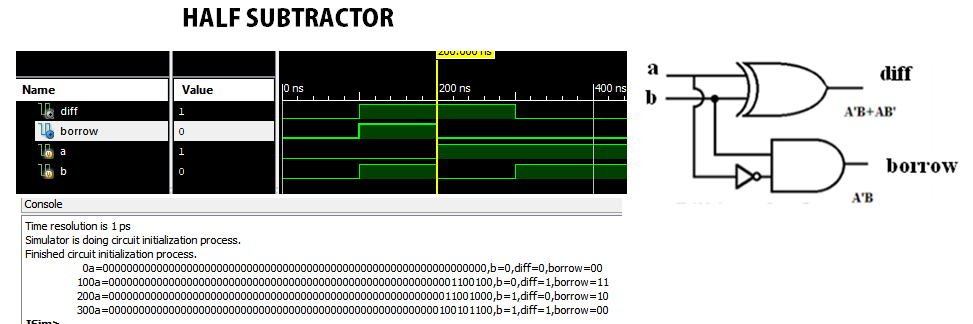 HALF SUBTRACTOR
200.000 ns
Name Value
0 ns 200 ns 400 ns
diff 1
borrow 0
a 1
b 0
Console
Time resolution is 1 ps
Simulator is doing circuit initialization process.
Finished circuit initialization process.
0a=0000000000000000000000000000000000000000000000000000000000000000,b=0,diff=0,borrow=00
100a=0000000000000000000000000000000000000000000000000000000001100100,b=0,diff=1,borrow=11
200a=0000000000000000000000000000000000000000000000000000000011001000,b=1,diff=0,borrow=10
300a=0000000000000000000000000000000000000000000000000000000100101100,b=1,diff=1,borrow=00
ISim>
a
b
diff
A'B+AB'
borrow
A'B